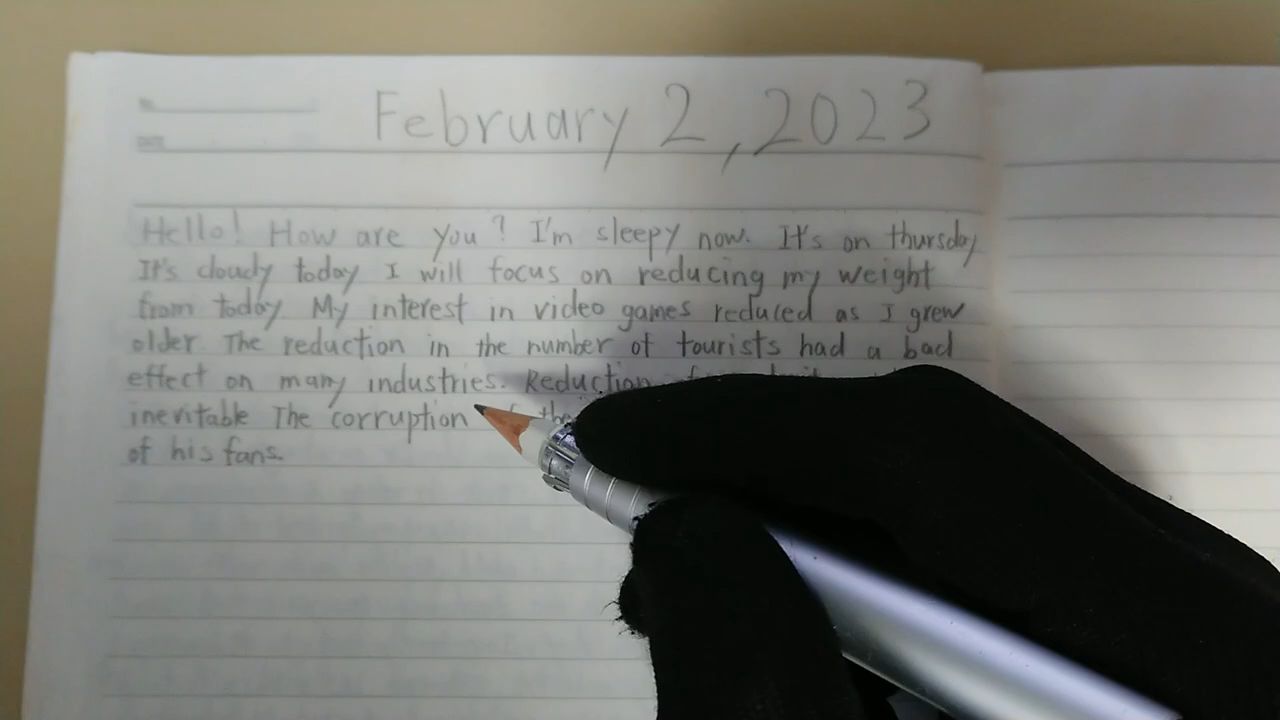 February 2, 2023
Hello! How are you? I'm sleepy now. It's on thursday
It's cloudy today I will focus on reducing my weight
from today. My interest in video games reduced as I grew
older. The reduction in the number of tourists had a bad
effect on many industries. Reduction
inevitable The corruption of the
of his fans.